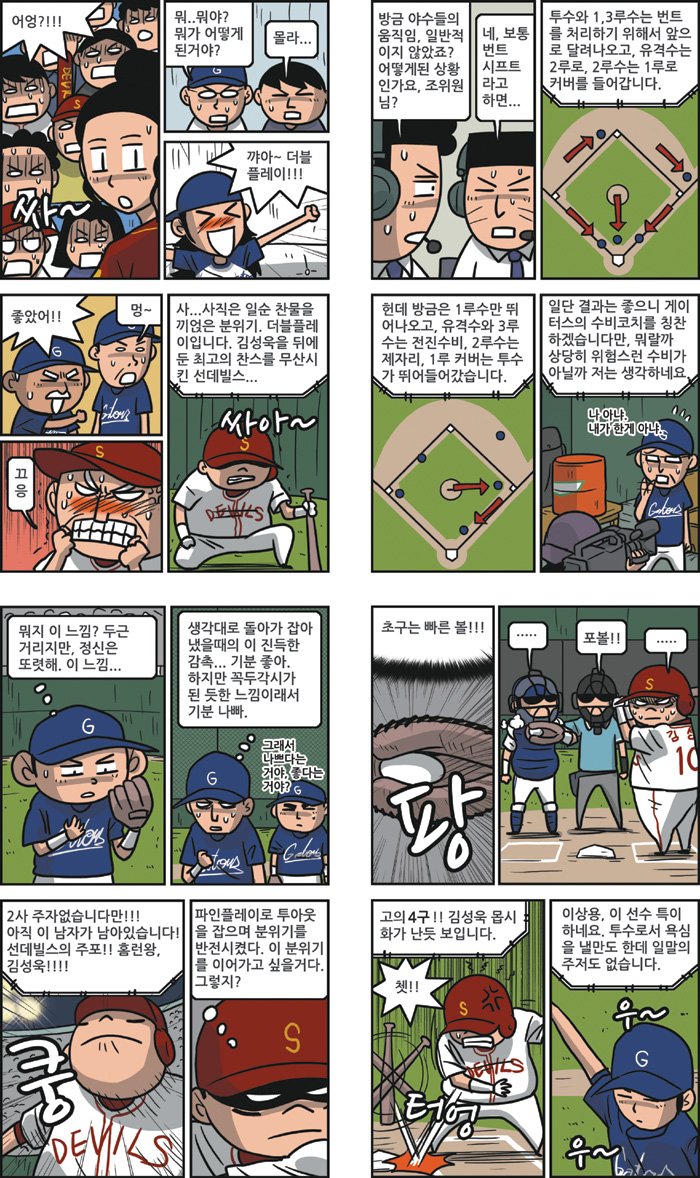 어엉?!!!
DEVILS
S
싸~
뭐..뭐야?
뭐가 어떻게
된거야?
몰라...
G
꺄아~ 더블
플레이!!!
좋았어!!
멍~
G
Gators
끄응
S
사...사직은 일순 찬물을
끼얹은 분위기. 더블플레
이입니다. 김성욱을 뒤에
둔 최고의 찬스를 무산시
킨 선데빌스...
싸아~
DEVILS
방금 야수들의
움직임, 일반적
이지 않았죠?
어떻게된 상황
인가요, 조위원
님?
네, 보통
번트
시프트
라고
하면...
투수와 1,3루수는 번트
를 처리하기 위해서 앞으
로 달려나오고, 유격수는
2루로, 2루수는 1루로
커버를 들어갑니다.
헌데 방금은 1루수만 뛰
어나오고, 유격수와 3루
수는 전진수비, 2루수는
제자리, 1루 커버는 투수
가 뛰어들어갔습니다.
일단 결과는 좋으니 게이
터스의 수비코치를 칭찬
하겠습니다만, 뭐랄까
상당히 위험스런 수비가
아닐까 저는 생각하네요.
나 아냐.
내가 한게 아냐..
Gators
뭐지 이 느낌? 두근
거리지만, 정신은
또렷해. 이 느낌...
G
Gators
생각대로 돌아가 잡아
냈을때의 이 진득한
감촉... 기분 좋아.
하지만 꼭두각시가
된 듯한 느낌이래서
기분 나빠.
그래서
나쁘다는
거야, 좋다는
거야?
G
G
Gators
Gators
2사 주자없습니다만!!!
아직 이 남자가 남아있습니다!
선데빌스의 주포!! 홈런왕,
김성욱!!!!
쿵
DEVILS
파인플레이로 투아웃
을 잡으며 분위기를
반전시켰다. 이 분위기
를 이어가고 싶을거다.
그렇지?
S
초구는 빠른 볼!!!
팡
.....
포볼!!
.....
S
10
고의 4구!! 김성욱 몹시
화가 난듯 보입니다.
쳇!!
S
DEVILS
터엉
이상용, 이 선수 특이
하네요. 투수로서 욕심
을 낼만도 한데 일말의
주저도 없습니다.
우~
G
우~